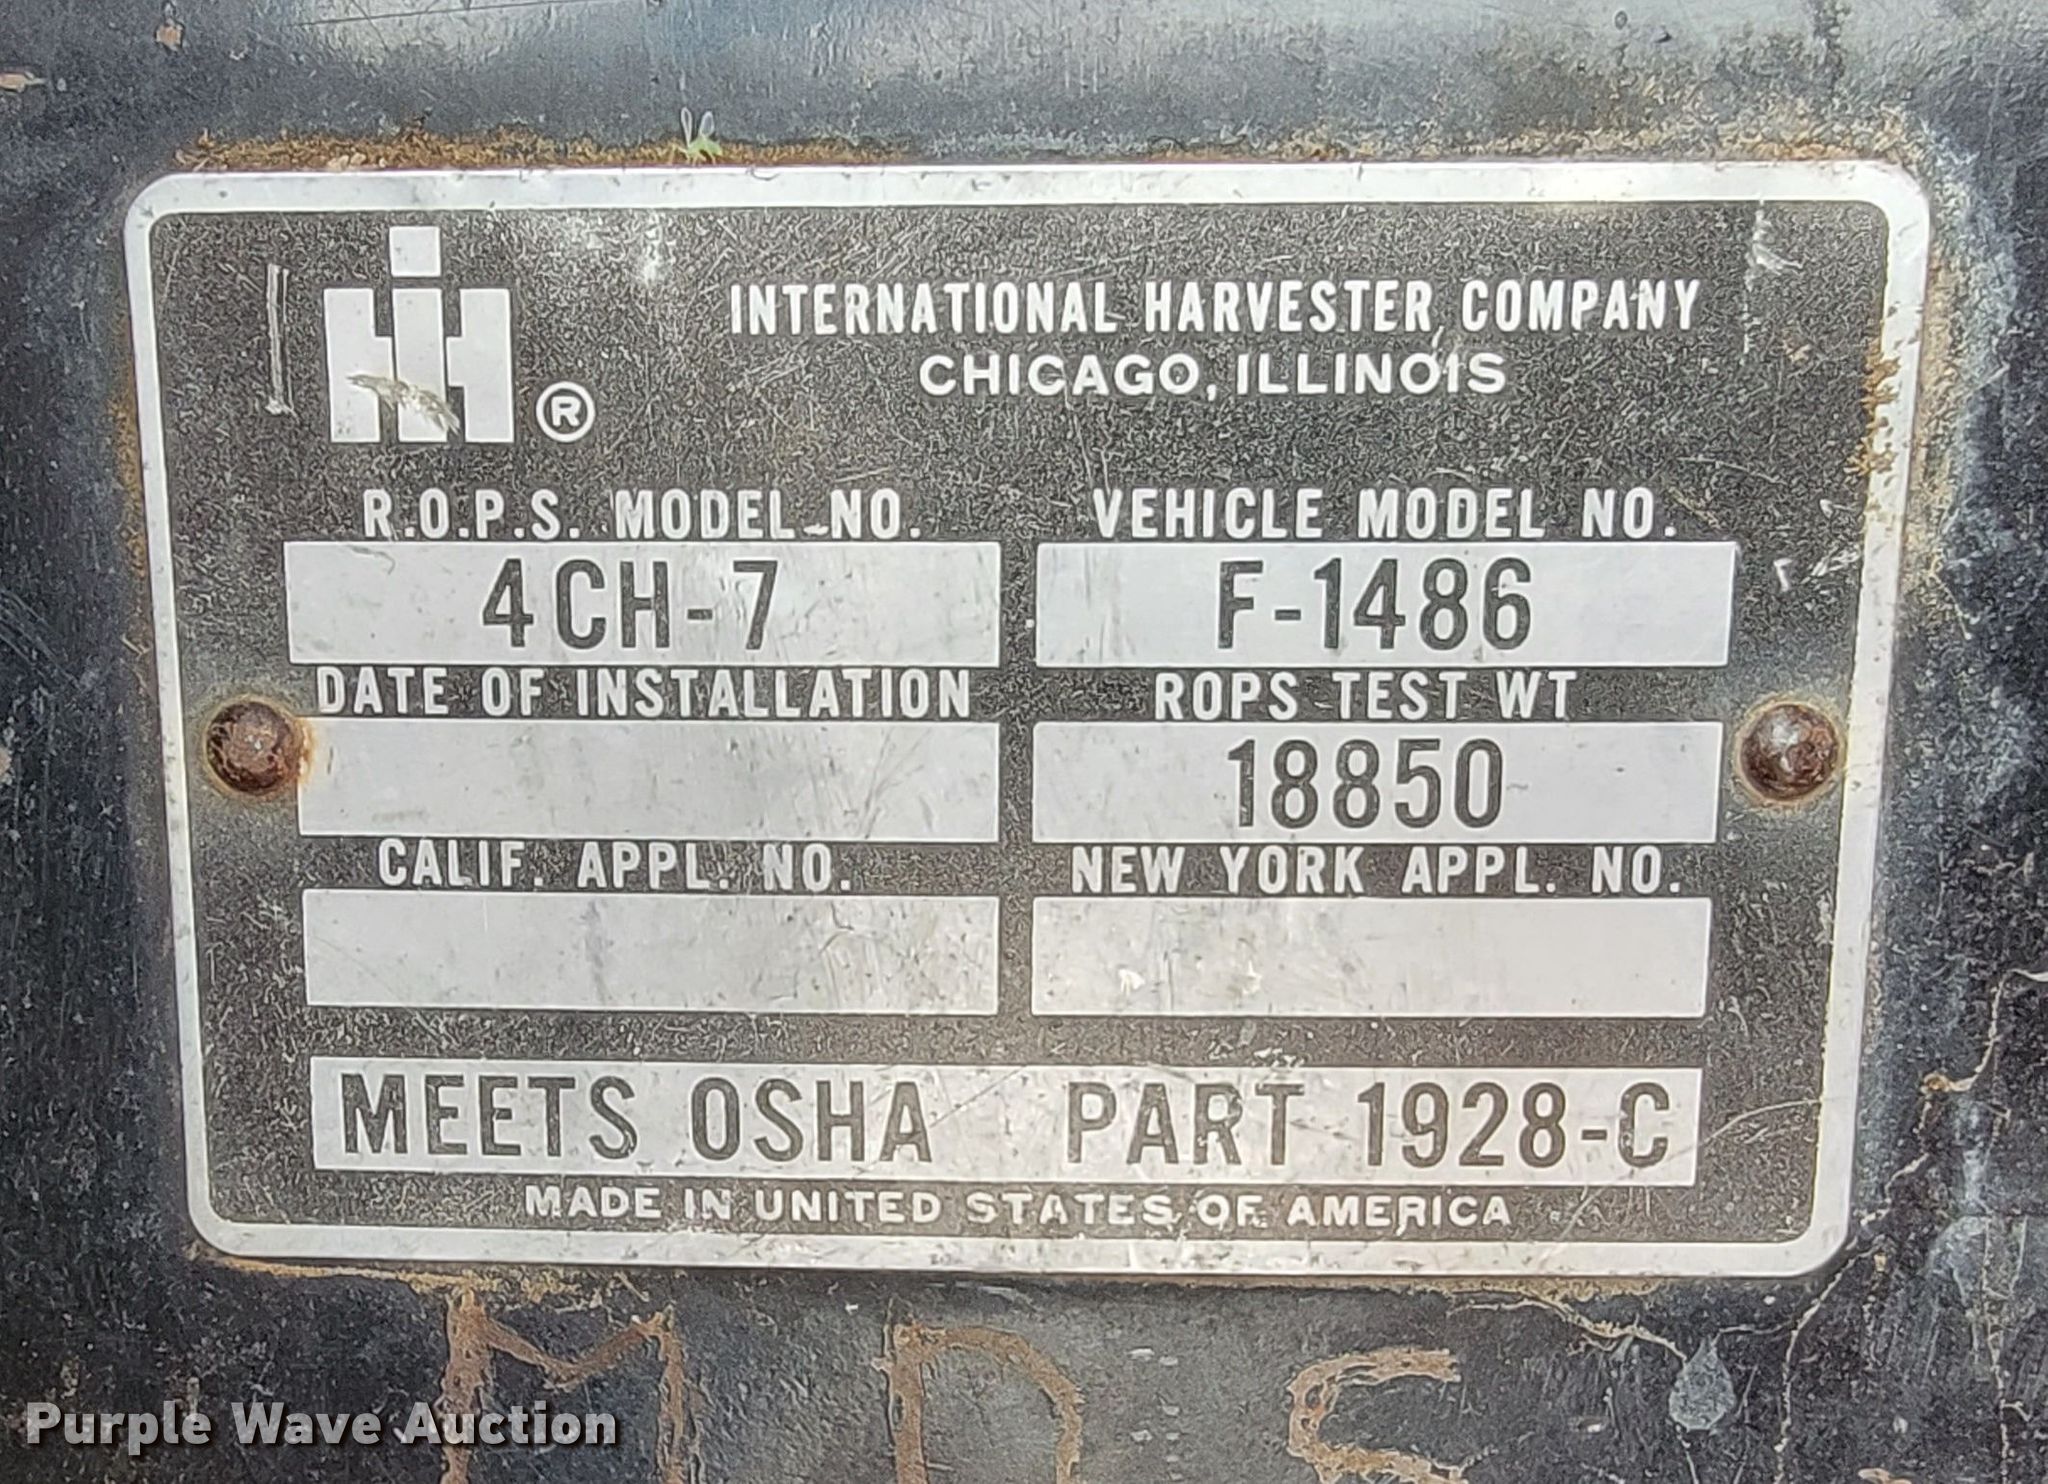 IH ®
INTERNATIONAL HARVESTER COMPANY
CHICAGO, ILLINOIS
R.O.P.S. MODEL NO. VEHICLE MODEL NO.
4CH-7 F-1486
DATE OF INSTALLATION ROPS TEST WT
18850
CALIF. APPL. NO. NEW YORK APPL. NO.
MEETS OSHA PART 1928-C
MADE IN UNITED STATES OF AMERICA
Purple Wave Auction